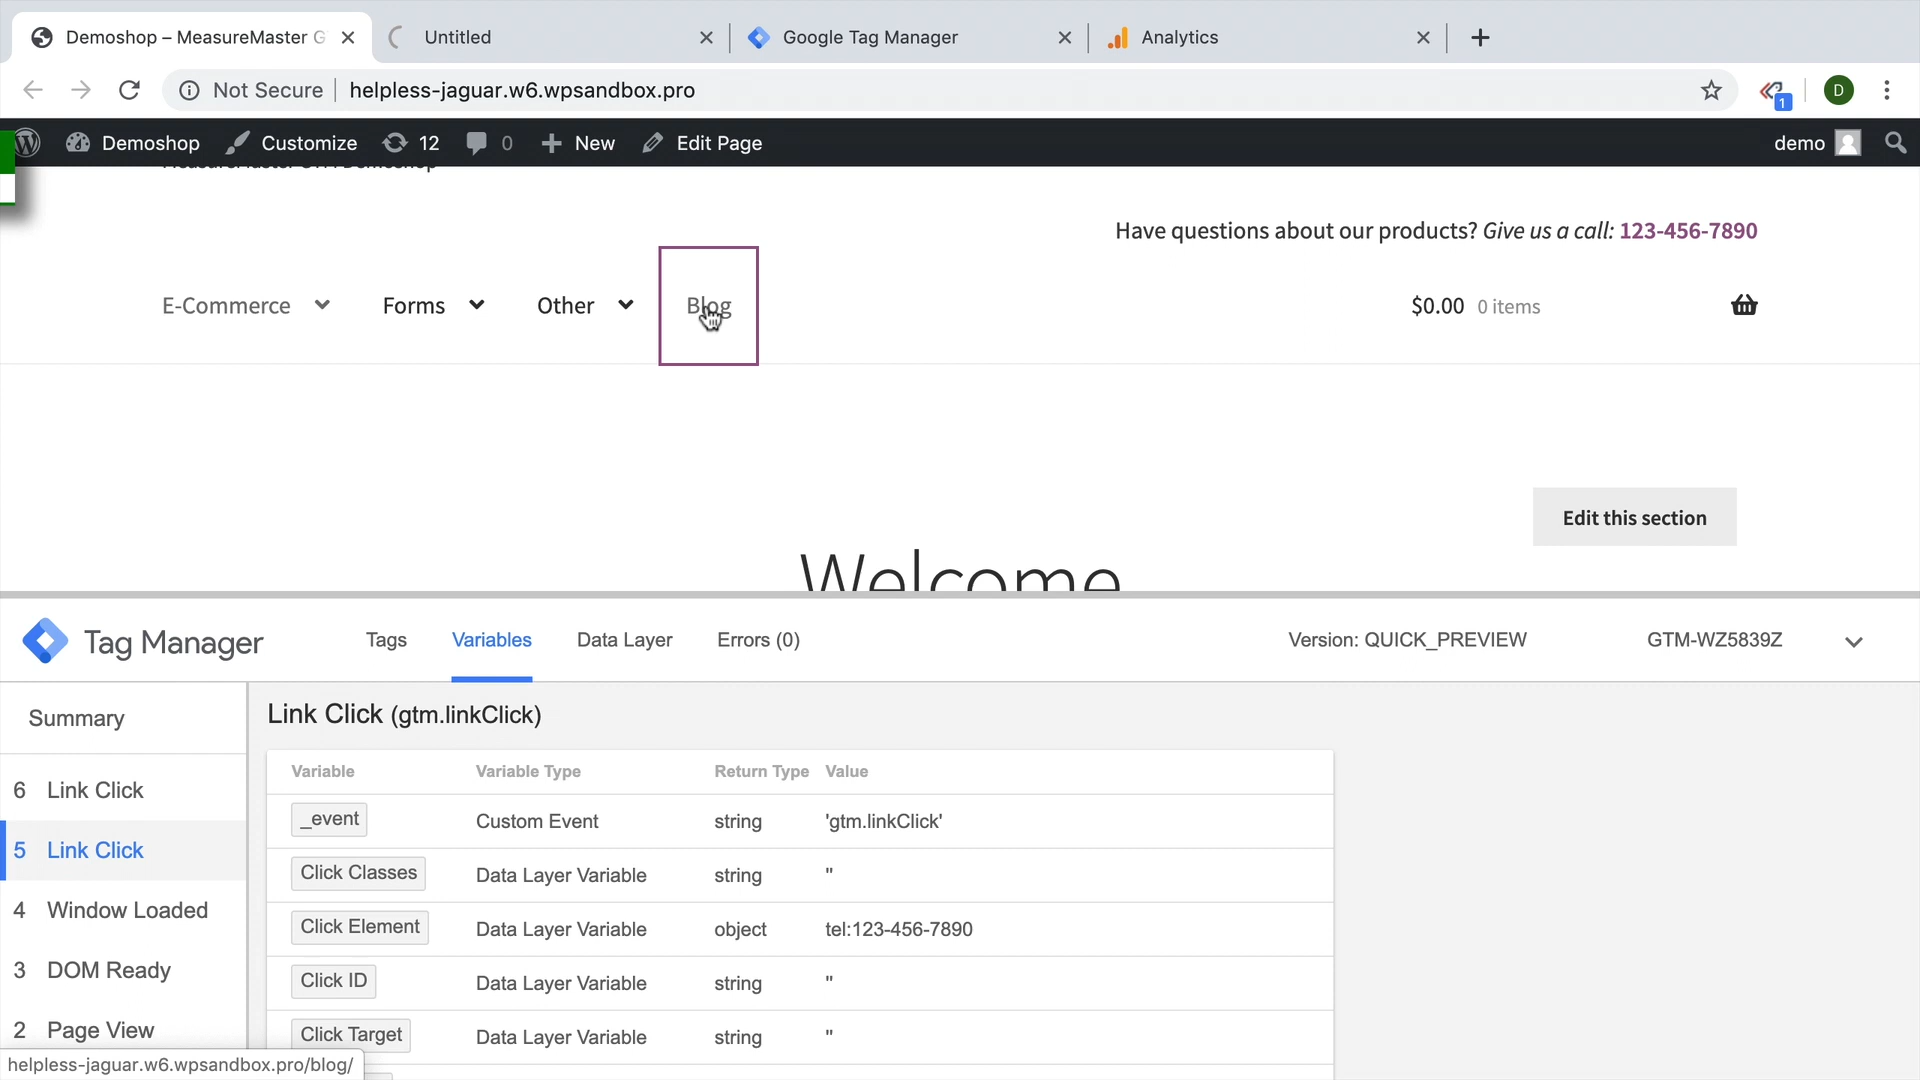 Demoshop – MeasureMaster G
Untitled
Google Tag Manager
Analytics
Not Secure
helpless-jaguar.w6.wpsandbox.pro
1
D
Demoshop
Customize
12
0
New
Edit Page
demo
Have questions about our products? Give us a call: 123-456-7890
E-Commerce
Forms
Other
Blog
$0.00 0 items
Edit this section
Welcome
Tag Manager
Tags
Variables
Data Layer
Errors (0)
Version: QUICK_PREVIEW
GTM-WZ5839Z
Summary
6 Link Click
5 Link Click
4 Window Loaded
3 DOM Ready
2 Page View
Link Click (gtm.linkClick)
Variable Variable Type Return Type Value
_event Custom Event string 'gtm.linkClick'
Click Classes Data Layer Variable string ''
Click Element Data Layer Variable object tel:123-456-7890
Click ID Data Layer Variable string ''
Click Target Data Layer Variable string ''
helpless-jaguar.w6.wpsandbox.pro/blog/